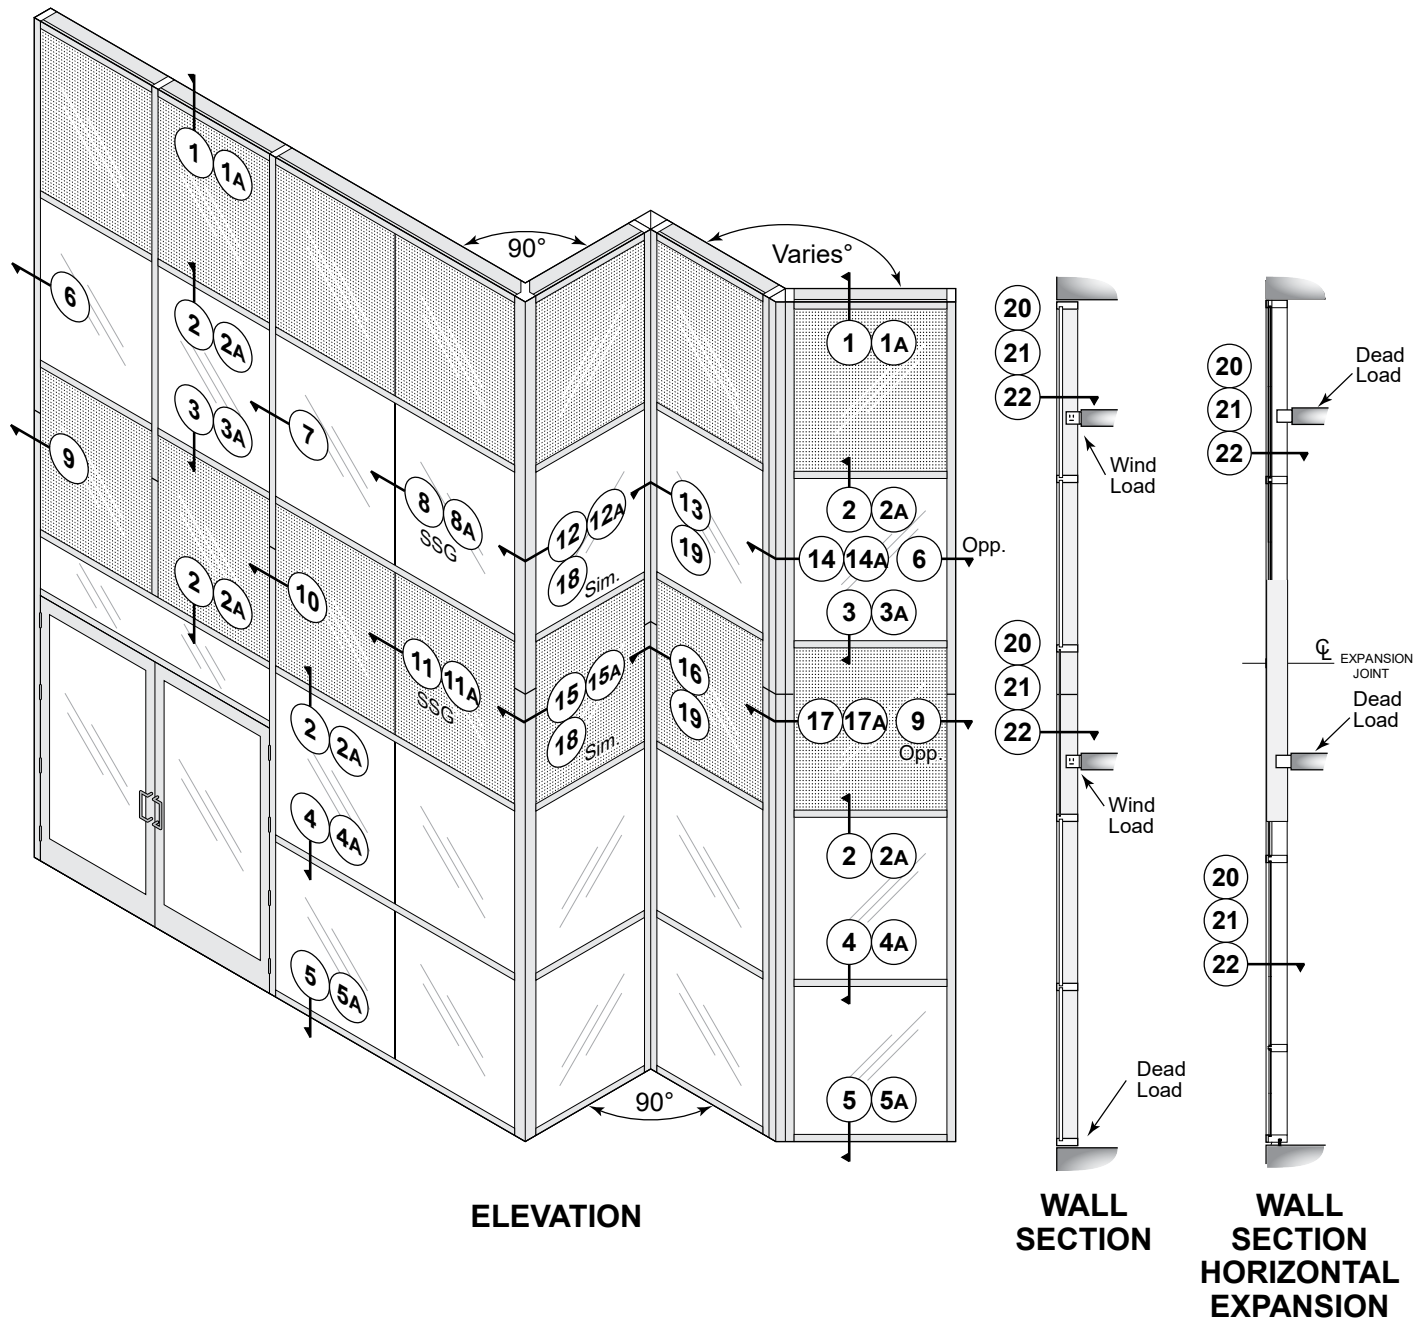 1 1A
90°
Varies°
6
2 2A
1 1A
3 3A
7
9
8 8A
SSG
12 12A
18 Sim.
13
19
2 2A
14 14A 6 Opp.
3 3A
2 2A
10
11 11A
SSG
15 15A
18 Sim.
16
19
17 17A 9
Opp.
2 2A
4 4A
2 2A
4 4A
5 5A
5 5A
90°
ELEVATION
20
21
22
Wind
Load
20
21
22
Wind
Load
Dead
Load
WALL
SECTION
20
21
22
Dead
Load
℄ EXPANSION
JOINT
Dead
Load
20
21
22
WALL
SECTION
HORIZONTAL
EXPANSION